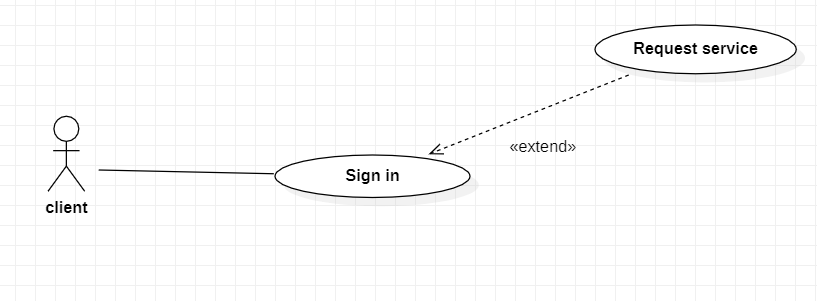 Request service
«extend»
Sign in
client